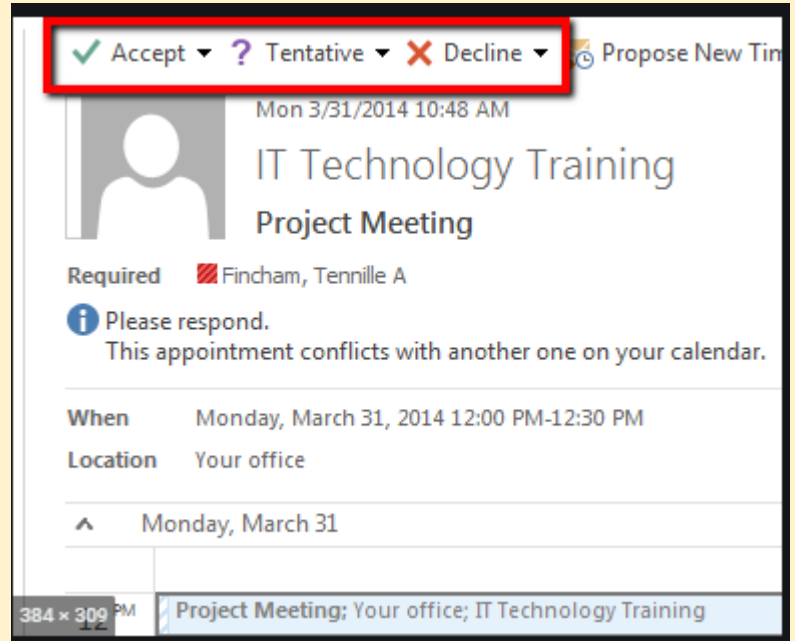 Accept ? Tentative Decline Propose New Tim
Mon 3/31/2014 10:48 AM
IT Technology Training
Project Meeting
Required Fincham, Tennille A
Please respond.
This appointment conflicts with another one on your calendar.
When Monday, March 31, 2014 12:00 PM-12:30 PM
Location Your office
Monday, March 31
384 × 309 12 PM Project Meeting; Your office; IT Technology Training